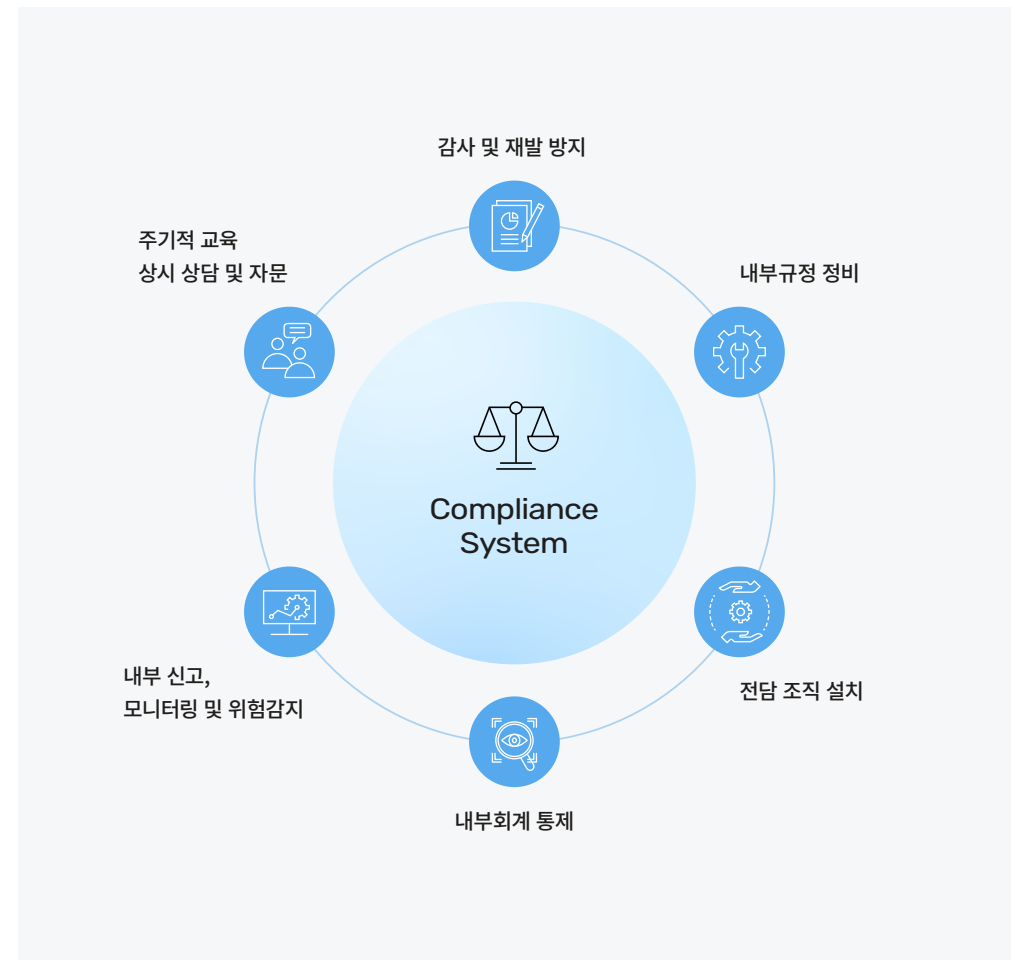 감사 및 재발 방지
주기적 교육
상시 상담 및 자문
내부규정 정비
Compliance
System
내부 신고,
모니터링 및 위험감지
전담 조직 설치
내부회계 통제